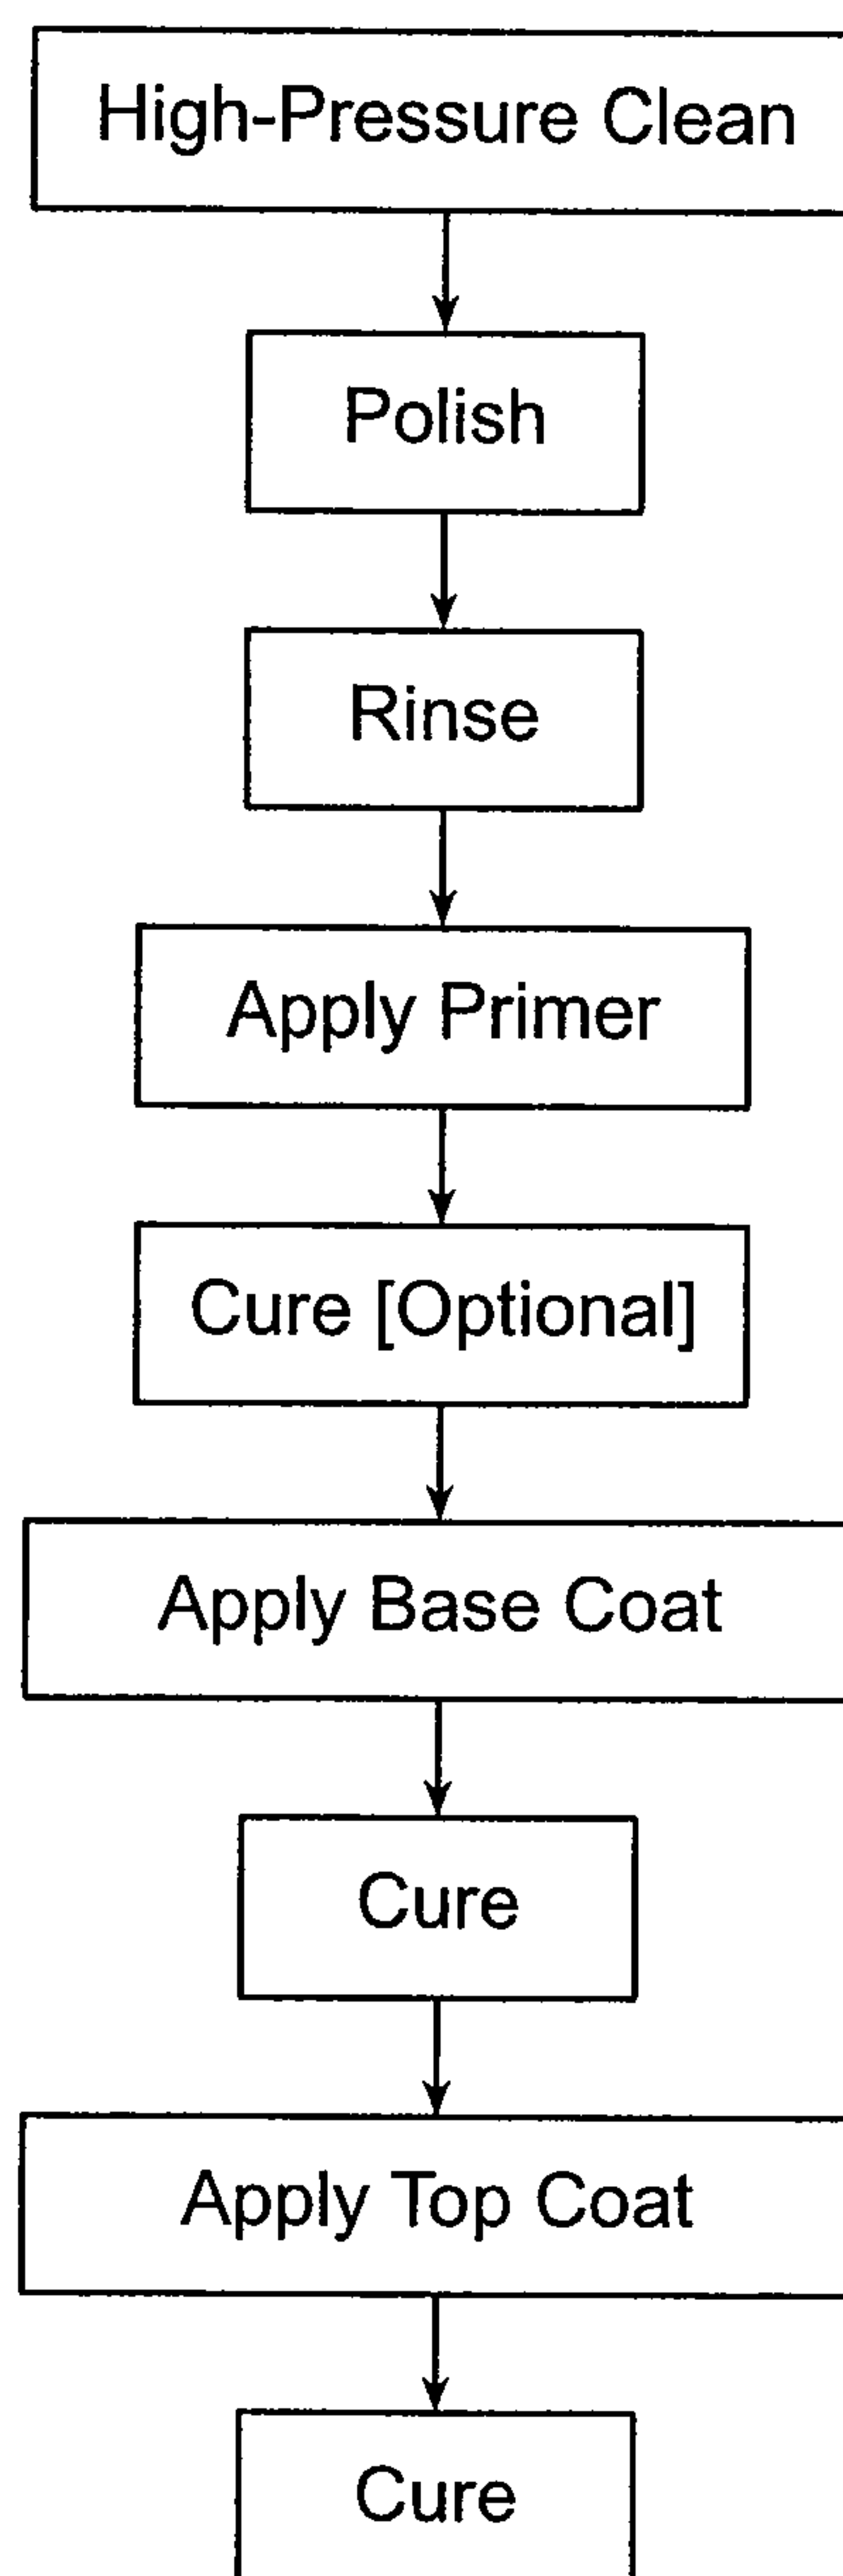 High-Pressure Clean
Polish
Rinse
Apply Primer
Cure [Optional]
Apply Base Coat
Cure
Apply Top Coat
Cure